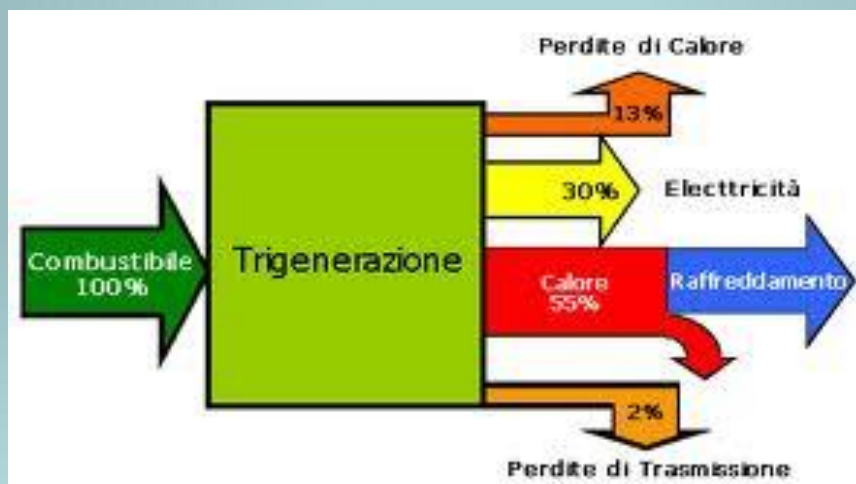 Perdite di Calore
13%
30%
Electtricità
Combustibile
100%
Trigenerazione
Calore
55%
Raffreddamento
2%
Perdite di Trasmissione